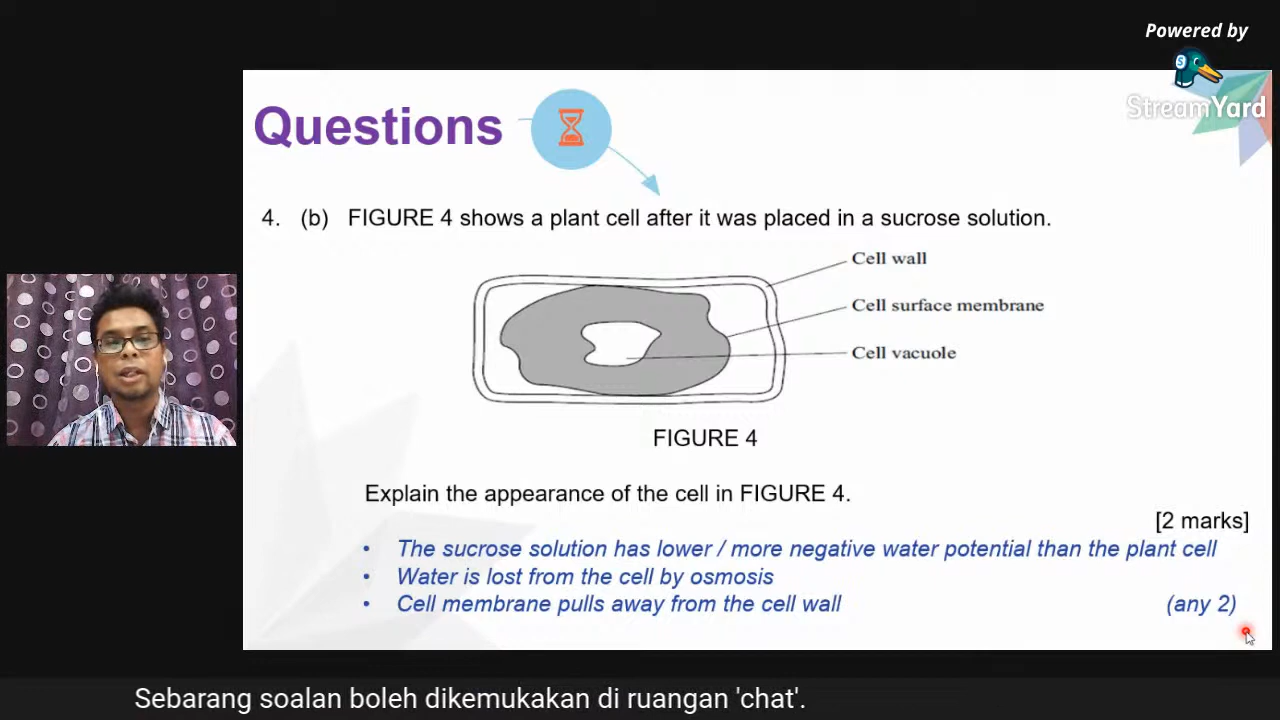 Powered by
StreamYard
Questions
4. (b) FIGURE 4 shows a plant cell after it was placed in a sucrose solution.
Cell wall
Cell surface membrane
Cell vacuole
FIGURE 4
Explain the appearance of the cell in FIGURE 4.
[2 marks]
• The sucrose solution has lower / more negative water potential than the plant cell
• Water is lost from the cell by osmosis
• Cell membrane pulls away from the cell wall (any 2)
Sebarang soalan boleh dikemukakan di ruangan 'chat'.